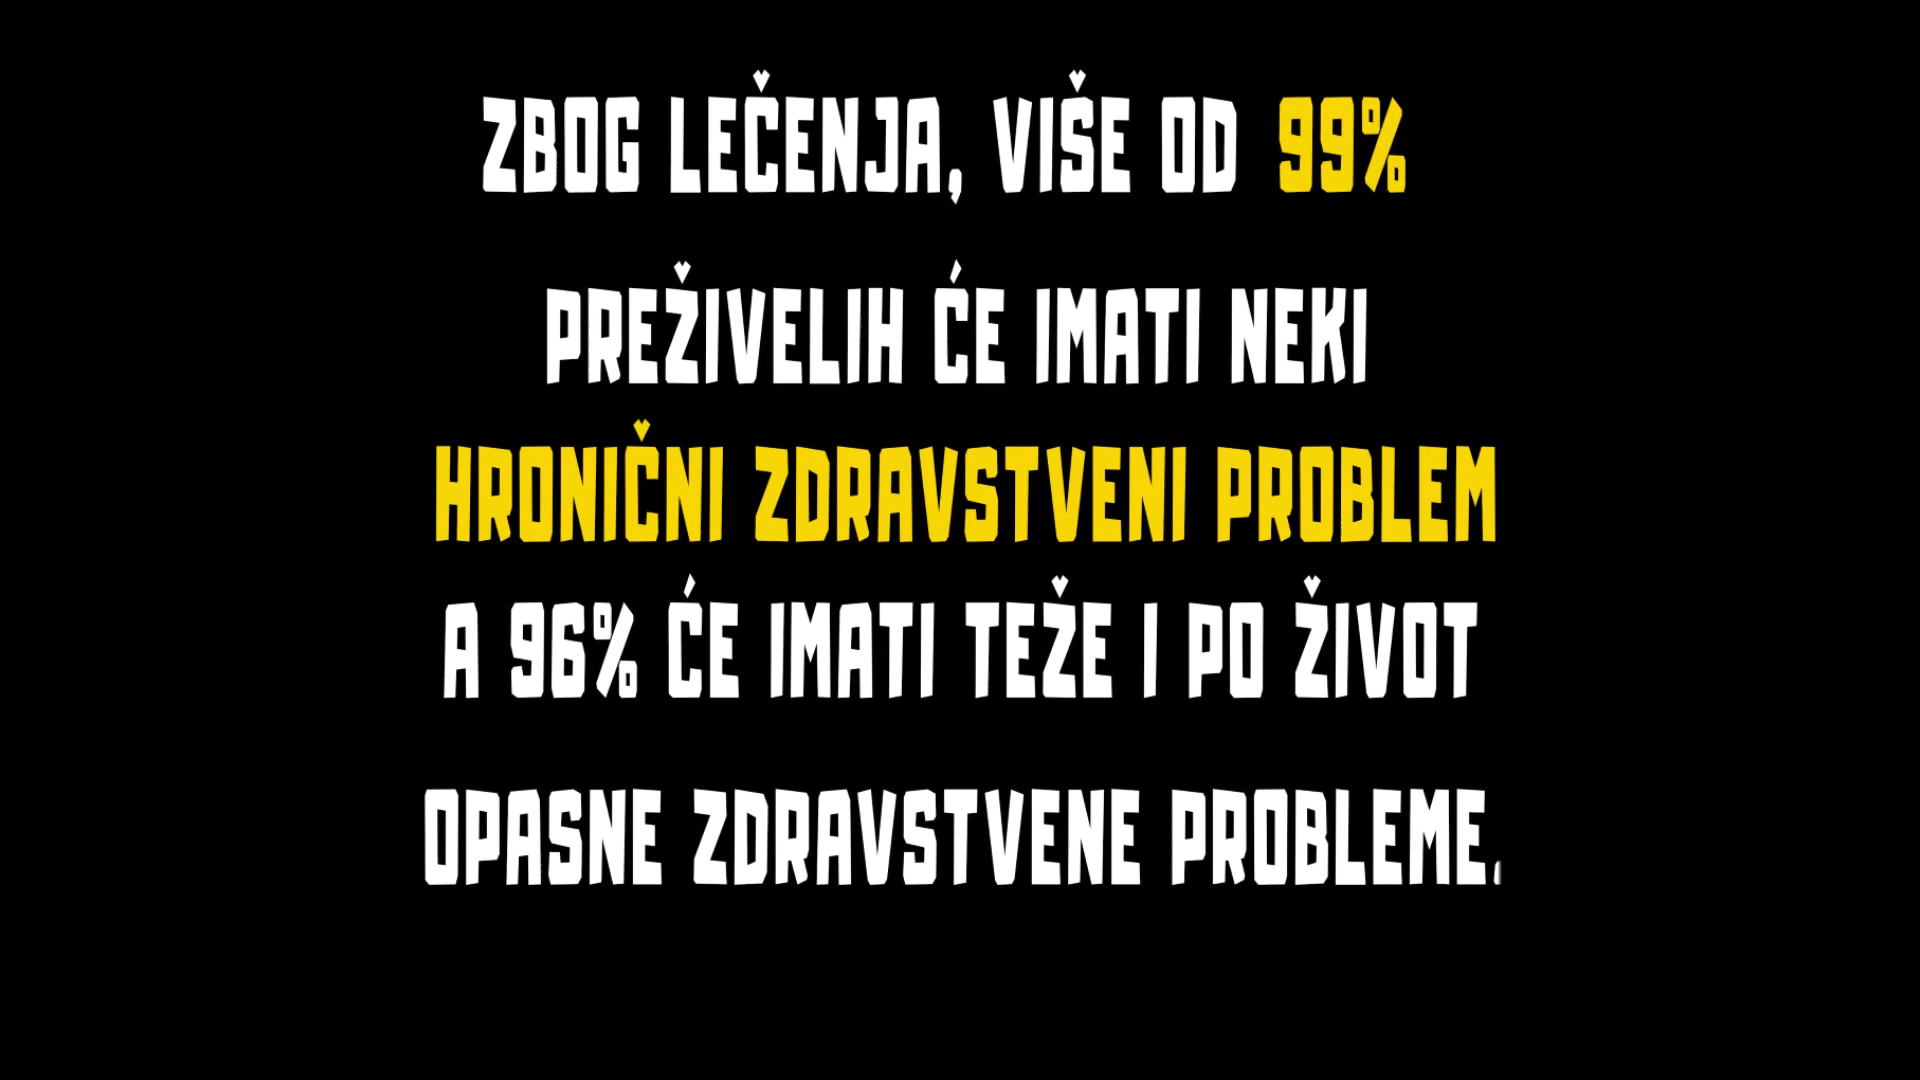 ZBOG LEČENJA, VIŠE OD 99%
PREŽIVELIH ĆE IMATI NEKI
HRONIČNI ZDRAVSTVENI PROBLEM
A 96% ĆE IMATI TEŽE I PO ŽIVOT
OPASNE ZDRAVSTVENE PROBLEME.